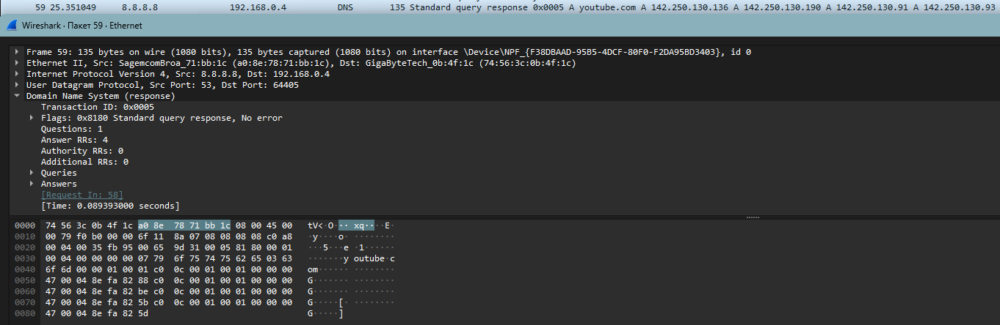 59 25.351049 8.8.8.8 192.168.0.4 DNS 135 Standard query response 0x0005 A youtube.com A 142.250.130.136 A 142.250.130.190 A 142.250.130.91 A 142.250.130.93
Wireshark · Пакет 59 · Ethernet
Frame 59: 135 bytes on wire (1080 bits), 135 bytes captured (1080 bits) on interface \Device\NPF_{F38DBAAD-95B5-4DCF-80F0-F2DA95BD3403}, id 0
Ethernet II, Src: SagemcomBroa_71:bb:1c (a0:8e:78:71:bb:1c), Dst: GigaByteTech_0b:4f:1c (74:56:3c:0b:4f:1c)
Internet Protocol Version 4, Src: 8.8.8.8, Dst: 192.168.0.4
User Datagram Protocol, Src Port: 53, Dst Port: 64405
Domain Name System (response)
Transaction ID: 0x0005
Flags: 0x8180 Standard query response, No error
Questions: 1
Answer RRs: 4
Authority RRs: 0
Additional RRs: 0
Queries
Answers
[Request In: 58]
[Time: 0.089393000 seconds]
0000 74 56 3c 0b 4f 1c a0 8e 78 71 bb 1c 08 00 45 00 tV<·O··· xq····E·
0010 00 79 f0 b0 00 00 6f 11 8a 07 08 08 08 08 c0 a8 ·y····o· ········
0020 00 04 00 35 fb 95 00 65 9d 31 00 05 81 80 00 01 ···5···e ·1······
0030 00 04 00 00 00 00 07 79 6f 75 74 75 62 65 03 63 ·······y outube·c
0040 6f 6d 00 00 01 00 01 c0 0c 00 01 00 01 00 00 00 om······ ········
0050 47 00 04 8e fa 82 88 c0 0c 00 01 00 01 00 00 00 G······· ········
0060 47 00 04 8e fa 82 be c0 0c 00 01 00 01 00 00 00 G······· ········
0070 47 00 04 8e fa 82 5b c0 0c 00 01 00 01 00 00 00 G·····[· ········
0080 47 00 04 8e fa 82 5d G·····]